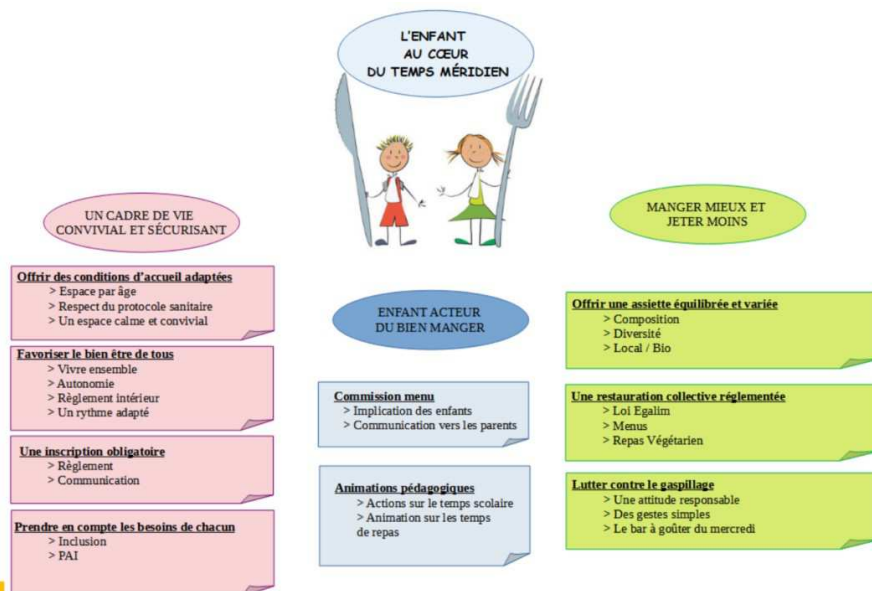 L'ENFANT
AU CŒUR
DU TEMPS MÉRIDIEN
UN CADRE DE VIE
CONVIVIAL ET SÉCURISANT
Offrir des conditions d'accueil adaptées
> Espace par âge
> Respect du protocole sanitaire
> Un espace calme et convivial
Favoriser le bien être de tous
> Vivre ensemble
> Autonomie
> Règlement intérieur
> Un rythme adapté
Une inscription obligatoire
> Règlement
> Communication
Prendre en compte les besoins de chacun
> Inclusion
> PAI
ENFANT ACTEUR
DU BIEN MANGER
Commission menu
> Implication des enfants
> Communication vers les parents
Animations pédagogiques
> Actions sur le temps scolaire
> Animation sur les temps
de repas
MANGER MIEUX ET
JETER MOINS
Offrir une assiette équilibrée et variée
> Composition
> Diversité
> Local / Bio
Une restauration collective réglementée
> Loi Egalim
> Menus
> Repas Végétarien
Lutter contre le gaspillage
> Une attitude responsable
> Des gestes simples
> Le bar à goûter du mercredi